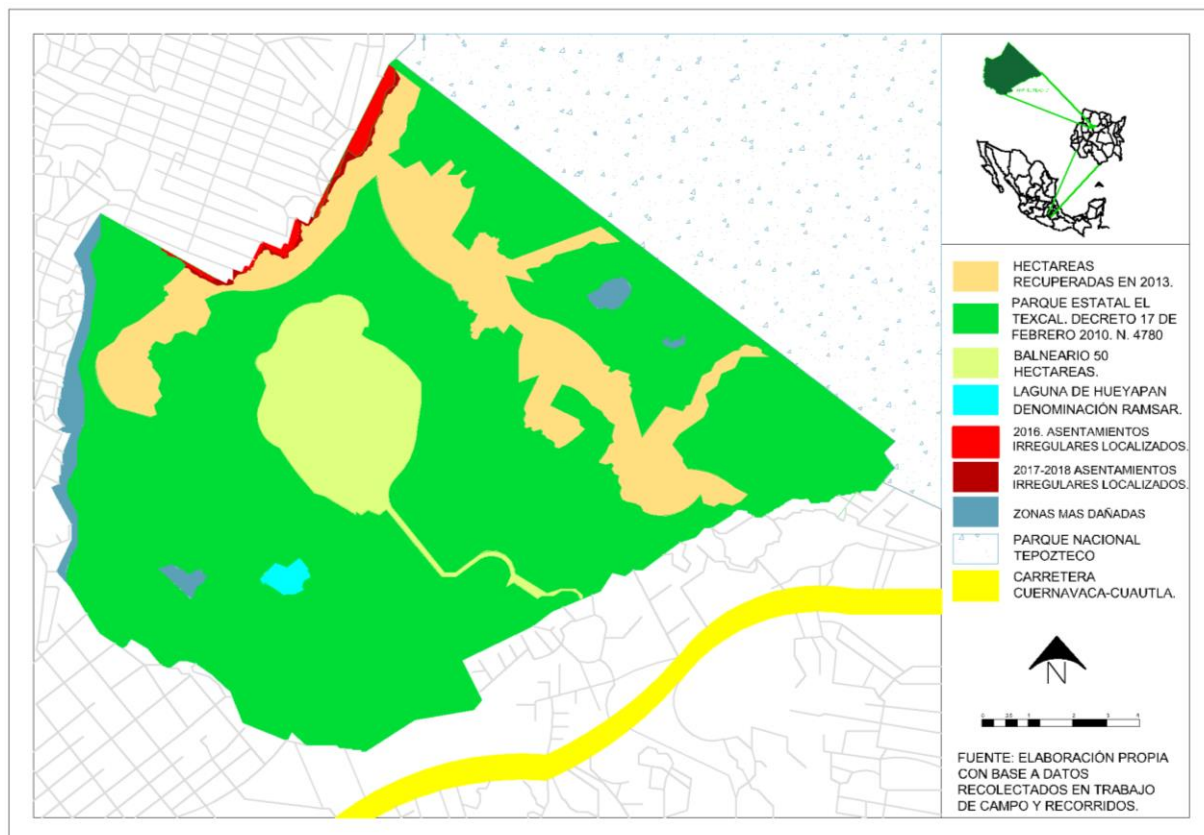 HECTAREAS
RECUPERADAS EN 2013.
PARQUE ESTATAL EL
TEXCAL. DECRETO 17 DE
FEBRERO 2010. N. 4780
BALNEARIO 50
HECTAREAS.
LAGUNA DE HUEYAPAN
DENOMINACIÓN RAMSAR.
2016. ASENTAMIENTOS
IRREGULARES LOCALIZADOS.
2017-2018 ASENTAMIENTOS
IRREGULARES LOCALIZADOS.
ZONAS MAS DAÑADAS
PARQUE NACIONAL
TEPOZTECO
CARRETERA
CUERNAVACA-CUAUTLA.
N
FUENTE: ELABORACIÓN PROPIA
CON BASE A DATOS
RECOLECTADOS EN TRABAJO
DE CAMPO Y RECORRIDOS.